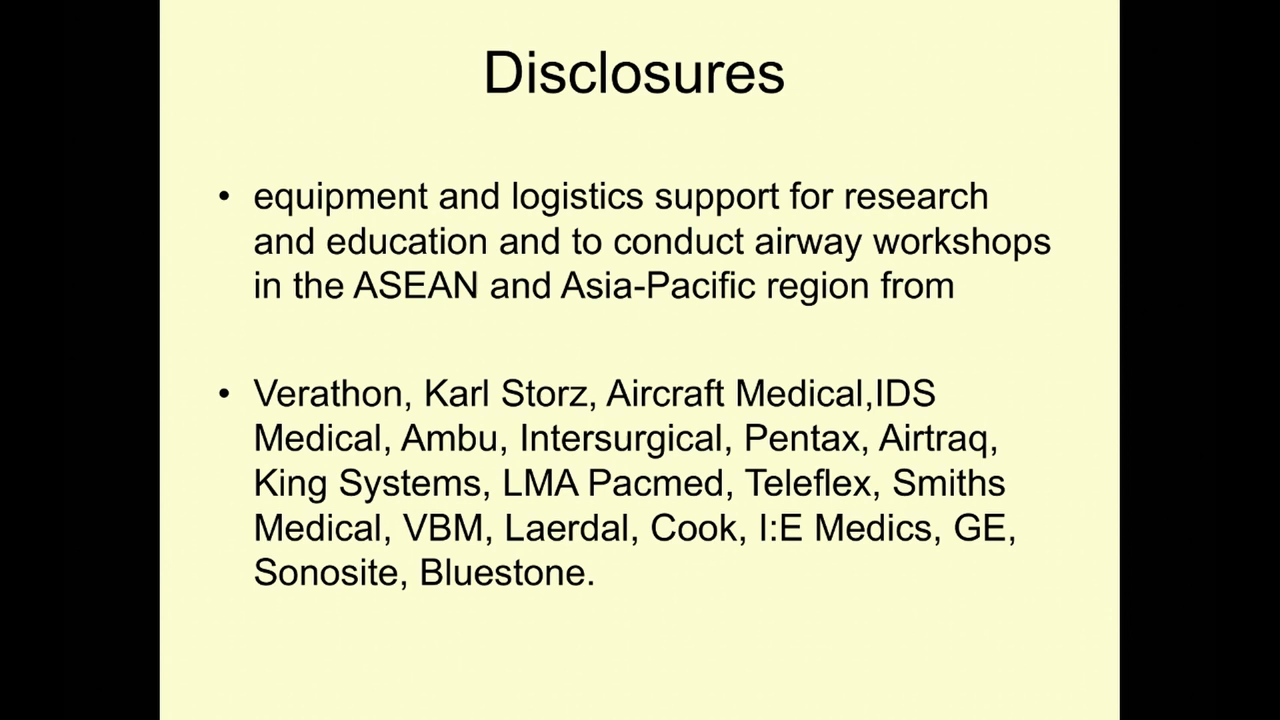 Disclosures
• equipment and logistics support for research
and education and to conduct airway workshops
in the ASEAN and Asia-Pacific region from
• Verathon, Karl Storz, Aircraft Medical,IDS
Medical, Ambu, Intersurgical, Pentax, Airtraq,
King Systems, LMA Pacmed, Teleflex, Smiths
Medical, VBM, Laerdal, Cook, I:E Medics, GE,
Sonosite, Bluestone.